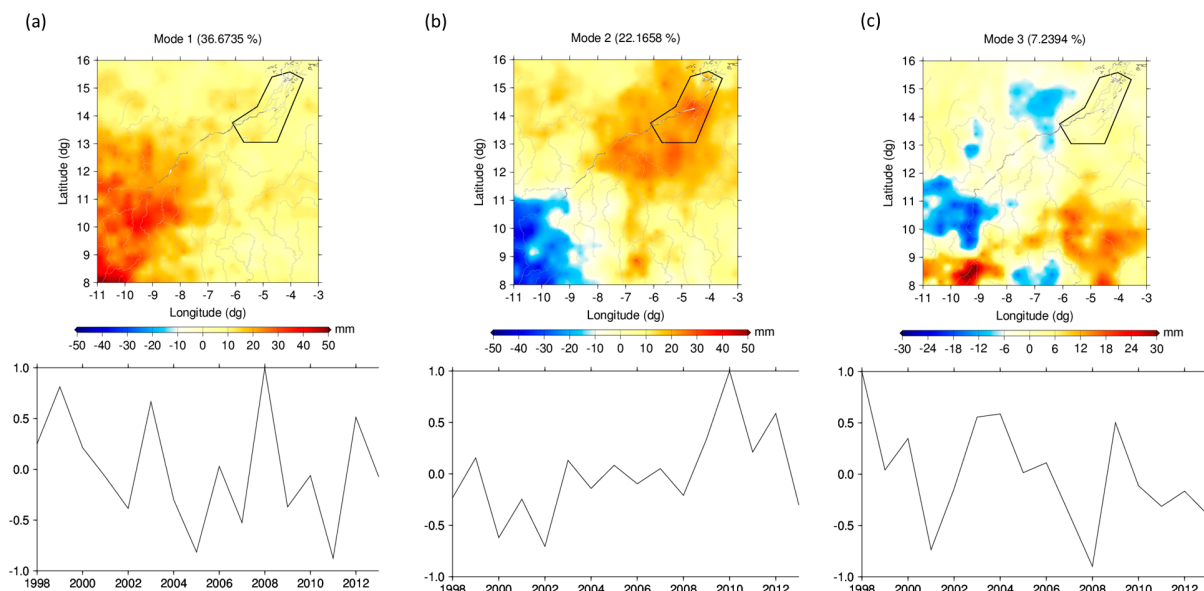 (a)
Mode 1 (36.6735 %)
16
15
14
13
12
11
10
9
8
Latitude (dg)
-11 -10 -9 -8 -7 -6 -5 -4 -3
Longitude (dg)
mm
-50 -40 -30 -20 -10 0 10 20 30 40 50
1.0
0.5
0.0
-0.5
-1.0
1998 2000 2002 2004 2006 2008 2010 2012
(b)
Mode 2 (22.1658 %)
16
15
14
13
12
11
10
9
8
Latitude (dg)
-11 -10 -9 -8 -7 -6 -5 -4 -3
Longitude (dg)
mm
-50 -40 -30 -20 -10 0 10 20 30 40 50
1.0
0.5
0.0
-0.5
-1.0
1998 2000 2002 2004 2006 2008 2010 2012
(c)
Mode 3 (7.2394 %)
16
15
14
13
12
11
10
9
8
Latitude (dg)
-11 -10 -9 -8 -7 -6 -5 -4 -3
Longitude (dg)
mm
-30 -24 -18 -12 -6 0 6 12 18 24 30
1.0
0.5
0.0
-0.5
-1.0
1998 2000 2002 2004 2006 2008 2010 2012